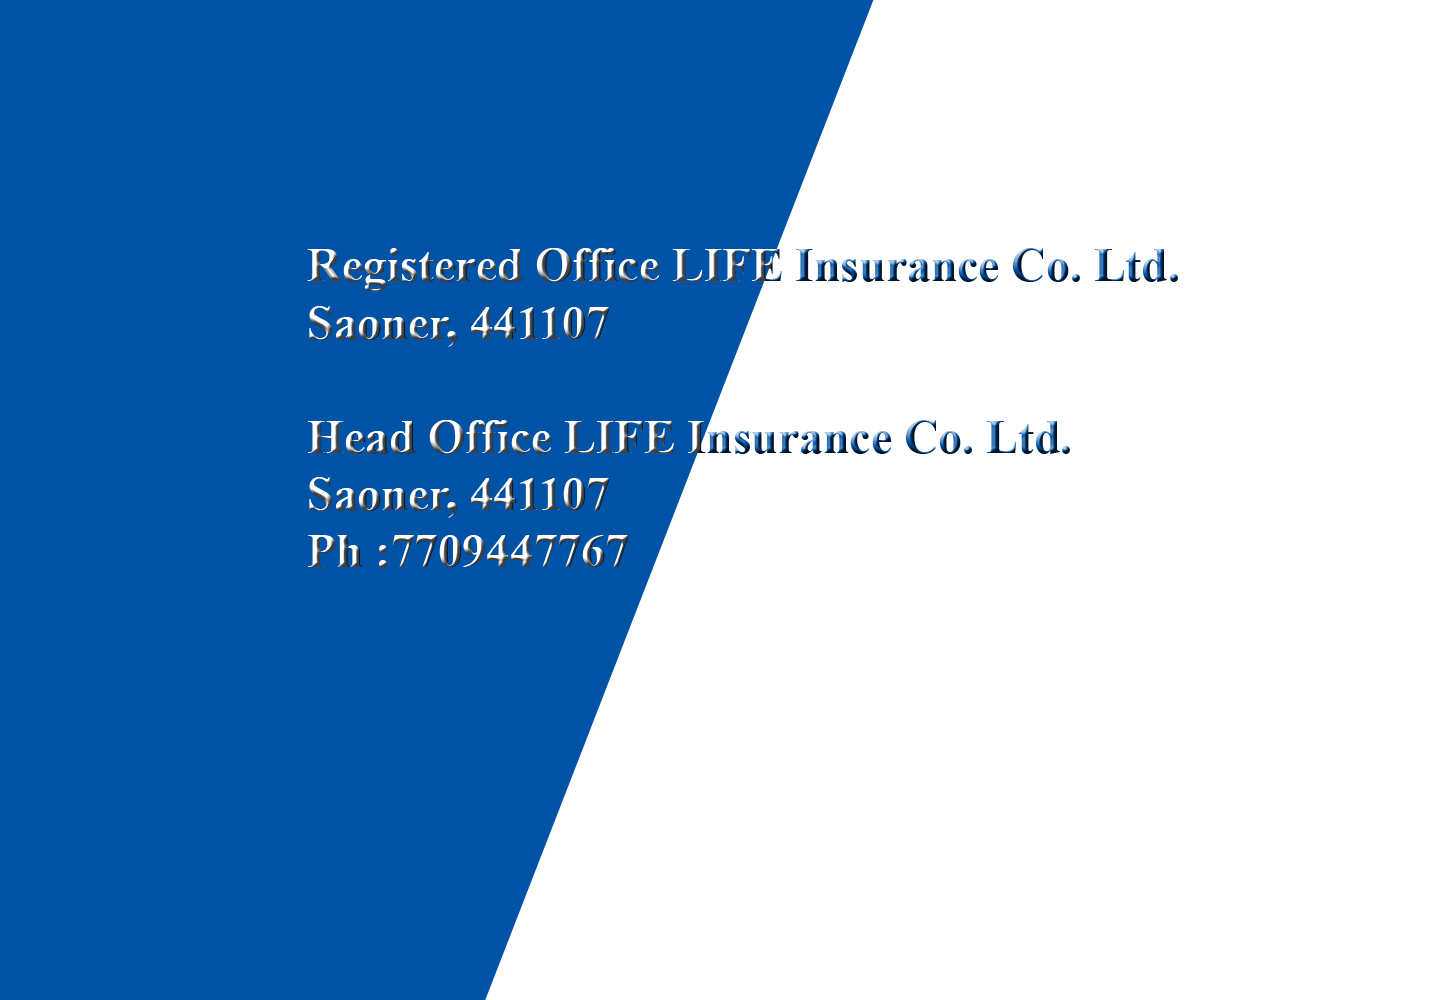 Registered Office LIFE Insurance Co. Ltd.
Saoner, 441107
Head Office LIFE Insurance Co. Ltd.
Saoner, 441107
Ph :7709447767